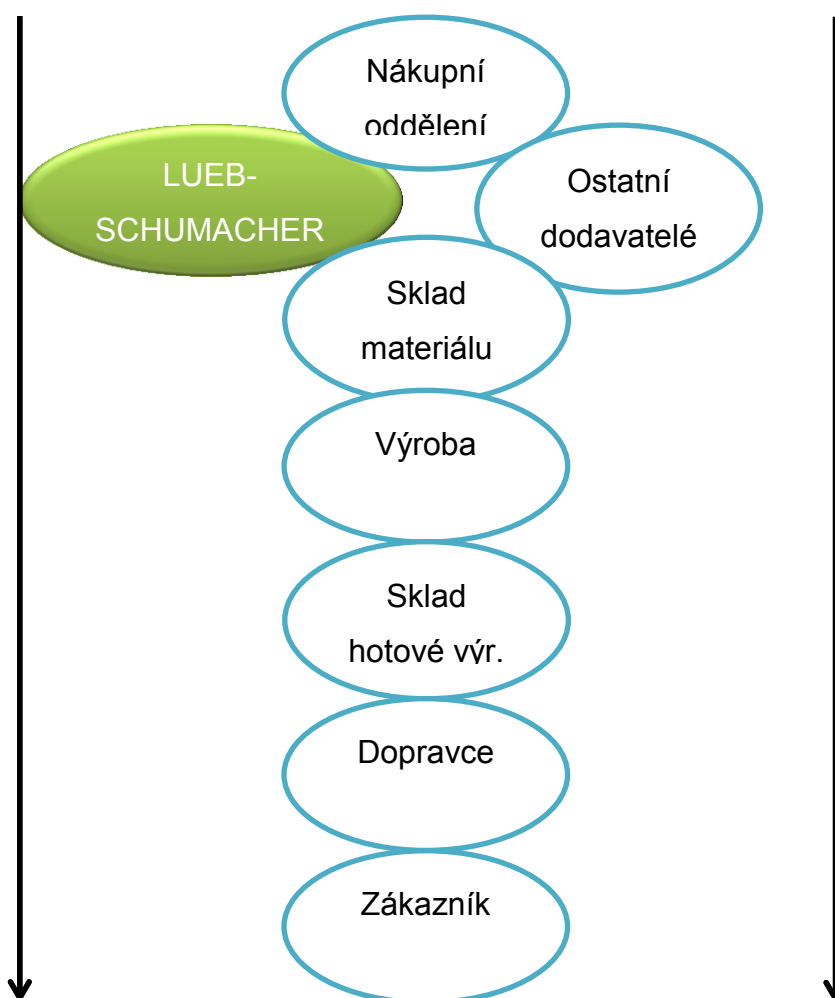 Nákupní
oddělení
LUEB-
SCHUMACHER
Ostatní
dodavatelé
Sklad
materiálu
Výroba
Sklad
hotové výr.
Dopravce
Zákazník